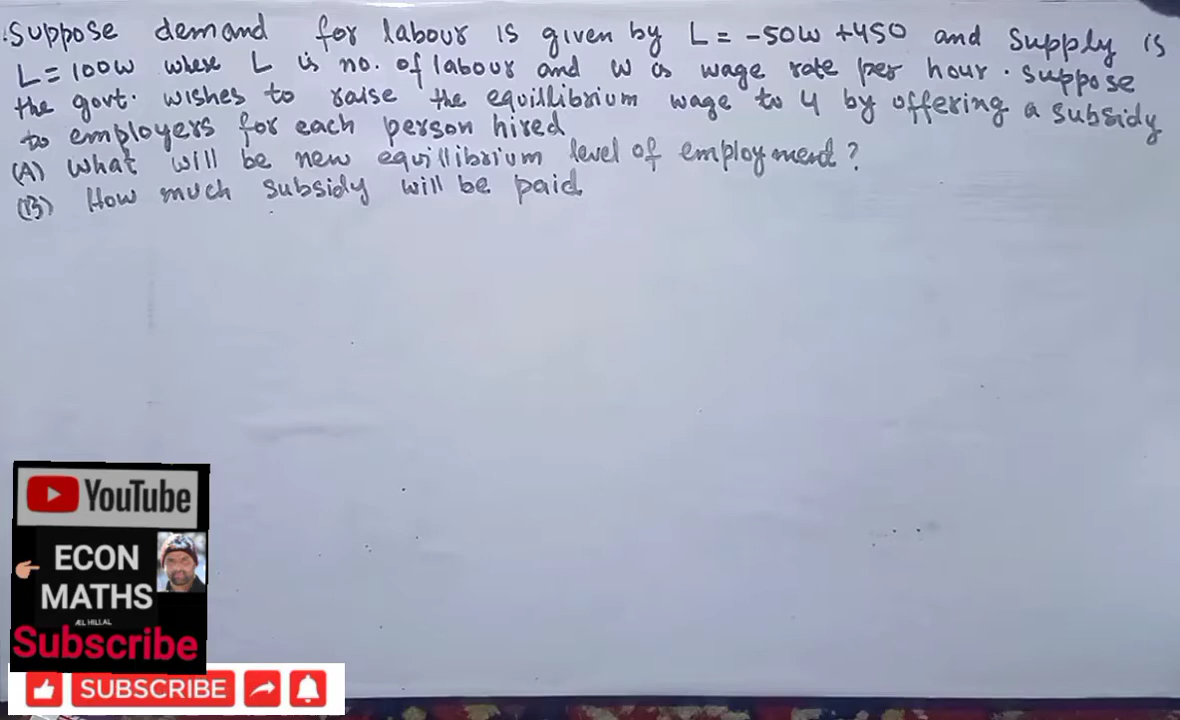 Suppose demand for labour is given by L = -50W + 450 and Supply is
L = 100W where L is no. of labour and W is wage rate per hour. Suppose
the govt. wishes to raise the equillibrium wage to 4 by offering a subsidy
to employers for each person hired
(A) What will be new equillibrium level of employment?
(B) How much subsidy will be paid
YouTube
ECON
MATHS
ÆL HILLAL
Subscribe
SUBSCRIBE